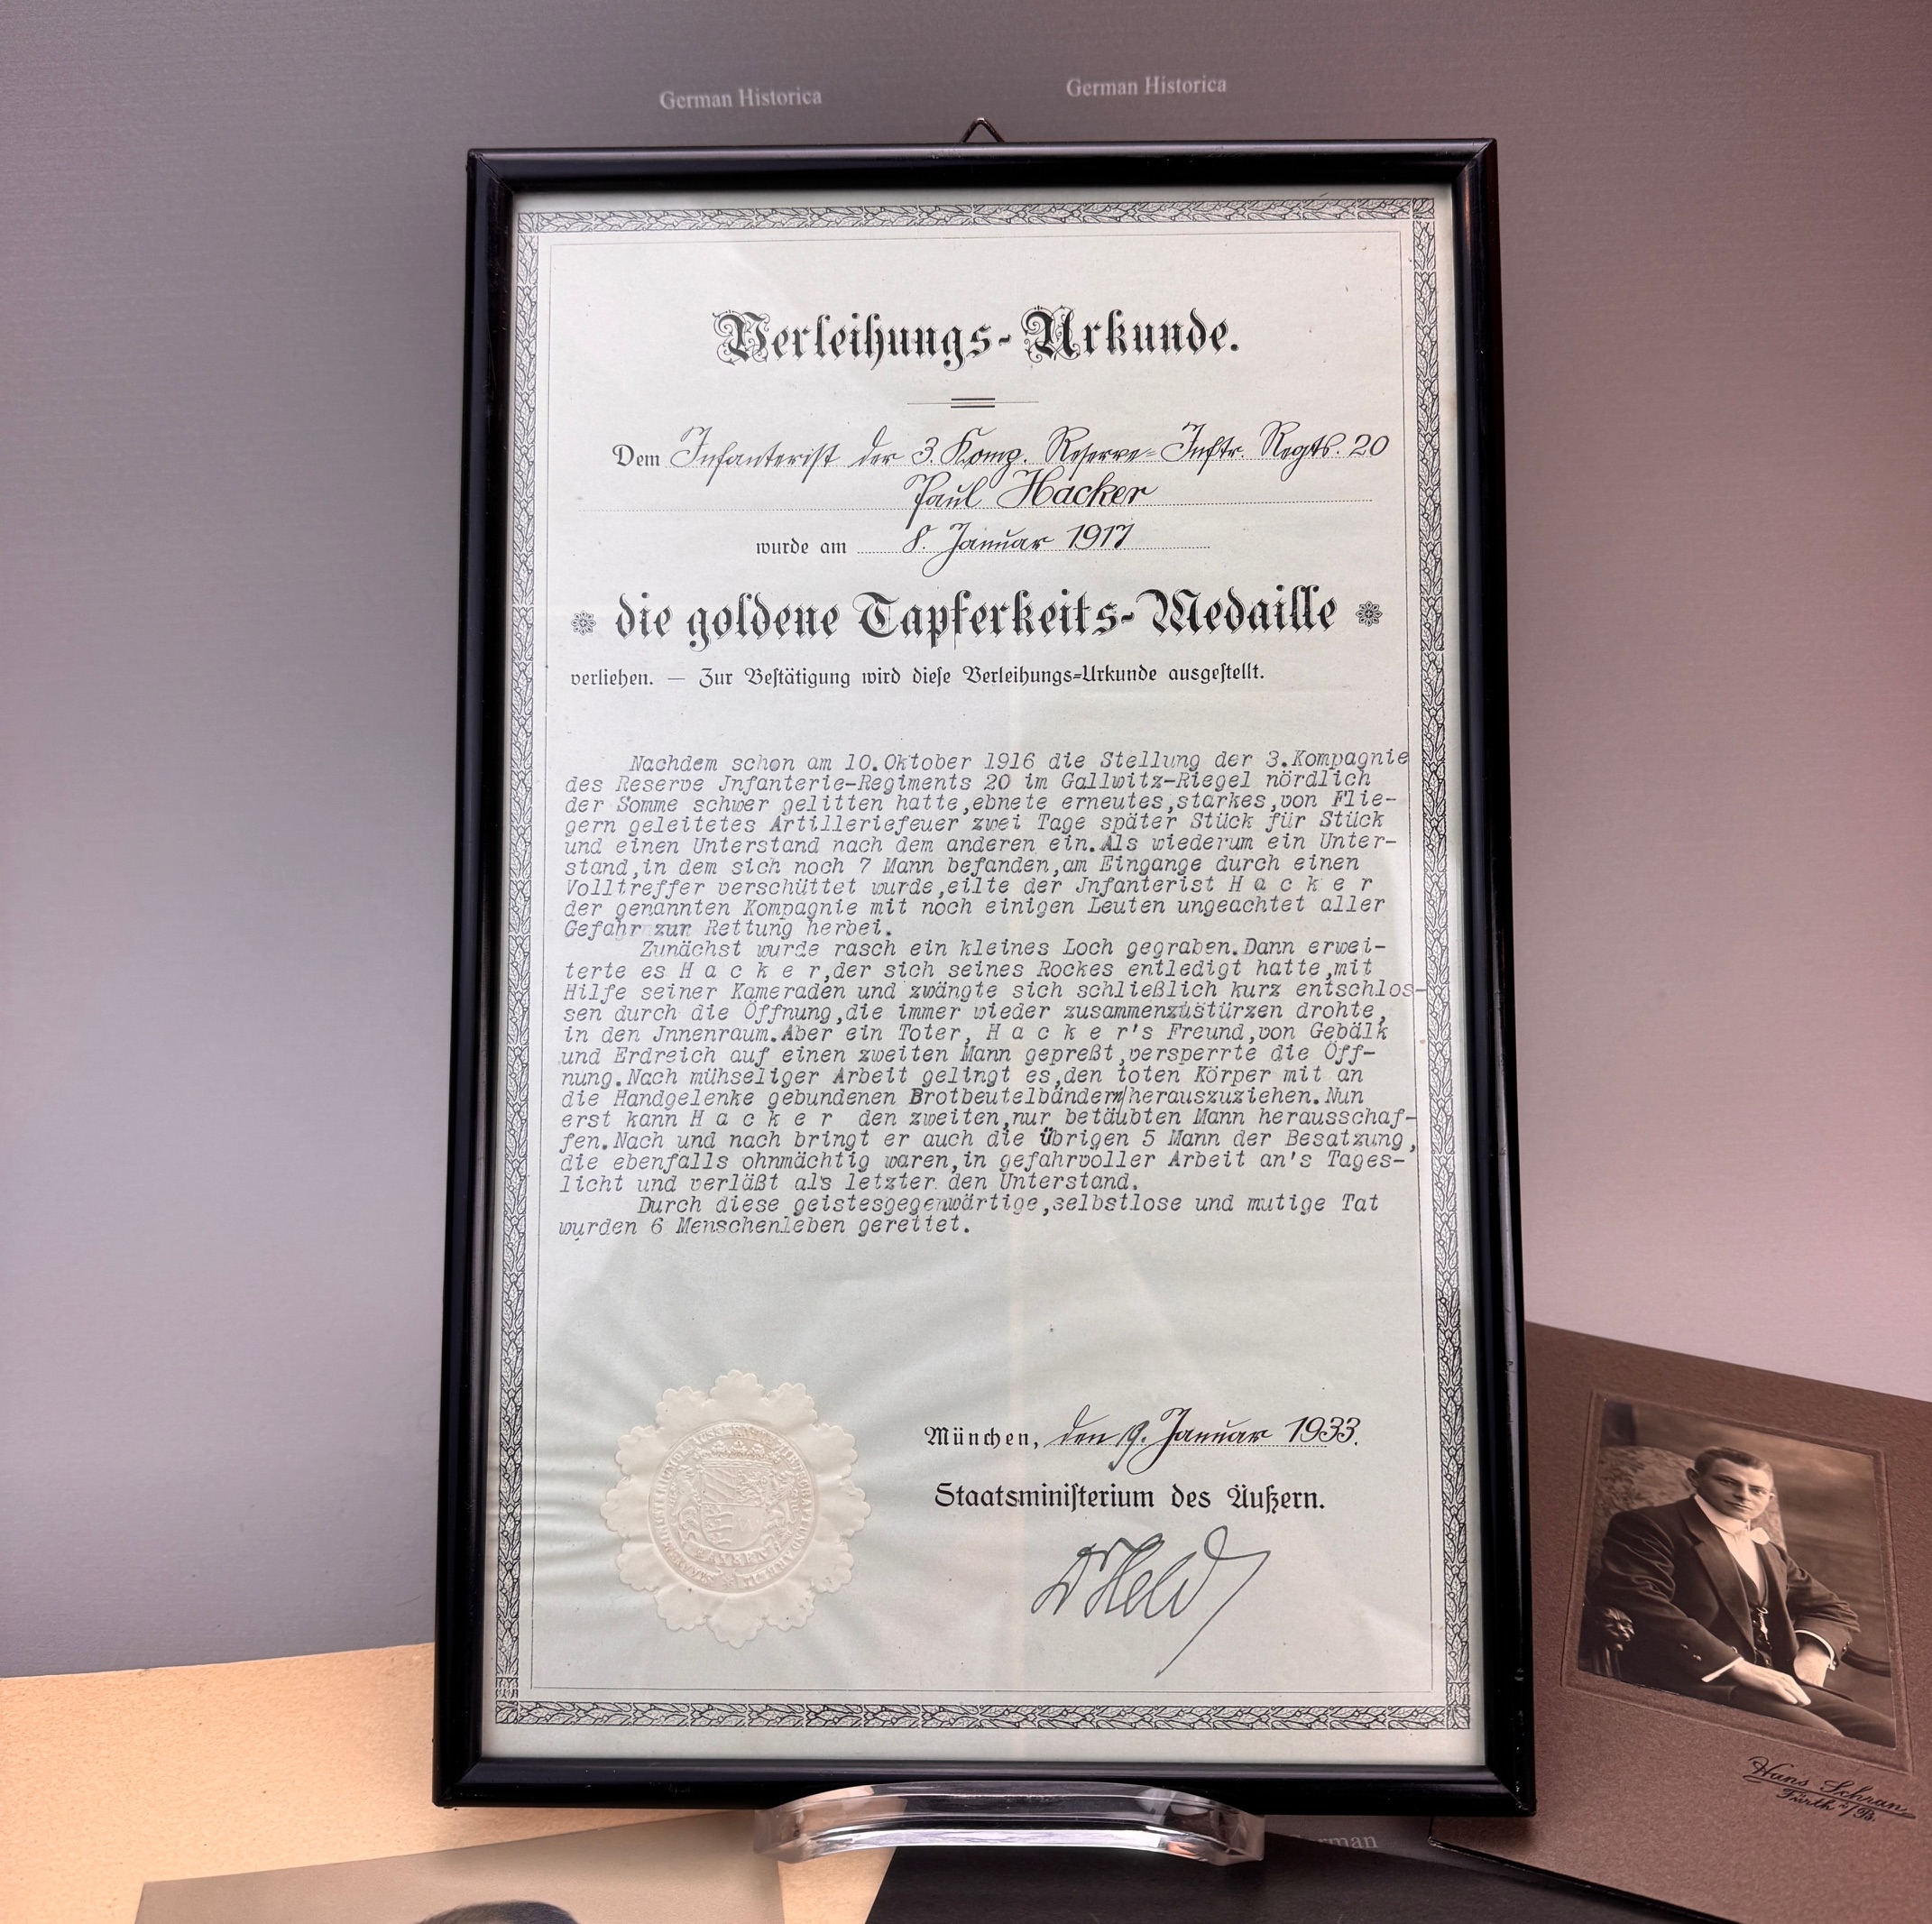 German Historica
German Historica
Verleihungs-Urkunde.
Dem Infanterist der 3. Komp. Reserve-Inftr. Regts. 20
Paul Hacker
wurde am 8. Januar 1917
die goldene Tapferkeits-Medaille
verliehen. — Zur Bestätigung wird diese Verleihungs-Urkunde ausgestellt.
Nachdem schon am 10.Oktober 1916 die Stellung der 3.Kompagnie
des Reserve Jnfanterie-Regiments 20 im Gallwitz-Riegel nördlich
der Somme schwer gelitten hatte,ebnete erneutes,starkes,von Flie-
gern geleitetes Artilleriefeuer zwei Tage später Stück für Stück
und einen Unterstand nach dem anderen ein.Als wiederum ein Unter-
stand,in dem sich noch 7 Mann befanden,am Eingange durch einen
Volltreffer verschüttet wurde,eilte der Jnfanterist H a c k e r
der genannten Kompagnie mit noch einigen Leuten ungeachtet aller
Gefahr zur Rettung herbei.
Zunächst wurde rasch ein kleines Loch gegraben.Dann erwei-
terte es H a c k e r,der sich seines Rockes entledigt hatte,mit
Hilfe seiner Kameraden und zwängte sich schließlich kurz entschlos-
sen durch die Öffnung,die immer wieder zusammenzustürzen drohte,
in den Jnnenraum.Aber ein Toter, H a c k e r's Freund,von Gebälk
und Erdreich auf einen zweiten Mann gepreßt,versperrte die Öff-
nung.Nach mühseliger Arbeit gelingt es,den toten Körper mit an
die Handgelenke gebundenen Brotbeutelbändern/herauszuziehen.Nun
erst kann H a c k e r den zweiten,nur betäubten Mann herausschaf-
fen.Nach und nach bringt er auch die übrigen 5 Mann der Besatzung,
die ebenfalls ohnmächtig waren,in gefahrvoller Arbeit an's Tages-
licht und verläßt als letzter den Unterstand.
Durch diese geistesgegenwärtige,selbstlose und mutige Tat
wurden 6 Menschenleben gerettet.
München, den 9. Januar 1933.
Staatsministerium des Äußern.
Dr Held
BAYERN
Hans Schran
Fürth i/B.